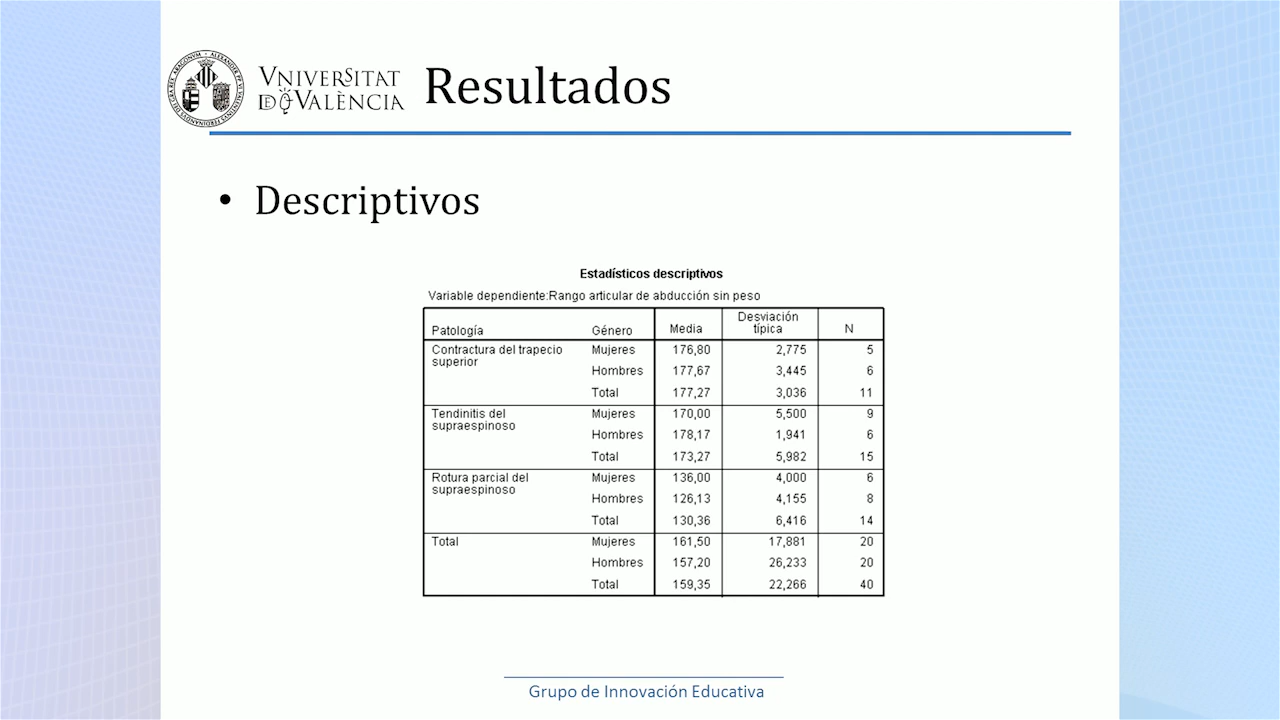 VNIVERSITAT
DE VALÈNCIA
Resultados
• Descriptivos
Estadísticos descriptivos
Variable dependiente:Rango articular de abducción sin peso
Patología Género Media Desviación típica N
Contractura del trapecio superior Mujeres 176,80 2,775 5
Hombres 177,67 3,445 6
Total 177,27 3,036 11
Tendinitis del supraespinoso Mujeres 170,00 5,500 9
Hombres 178,17 1,941 6
Total 173,27 5,982 15
Rotura parcial del supraespinoso Mujeres 136,00 4,000 6
Hombres 126,13 4,155 8
Total 130,36 6,416 14
Total Mujeres 161,50 17,881 20
Hombres 157,20 26,233 20
Total 159,35 22,266 40
Grupo de Innovación Educativa